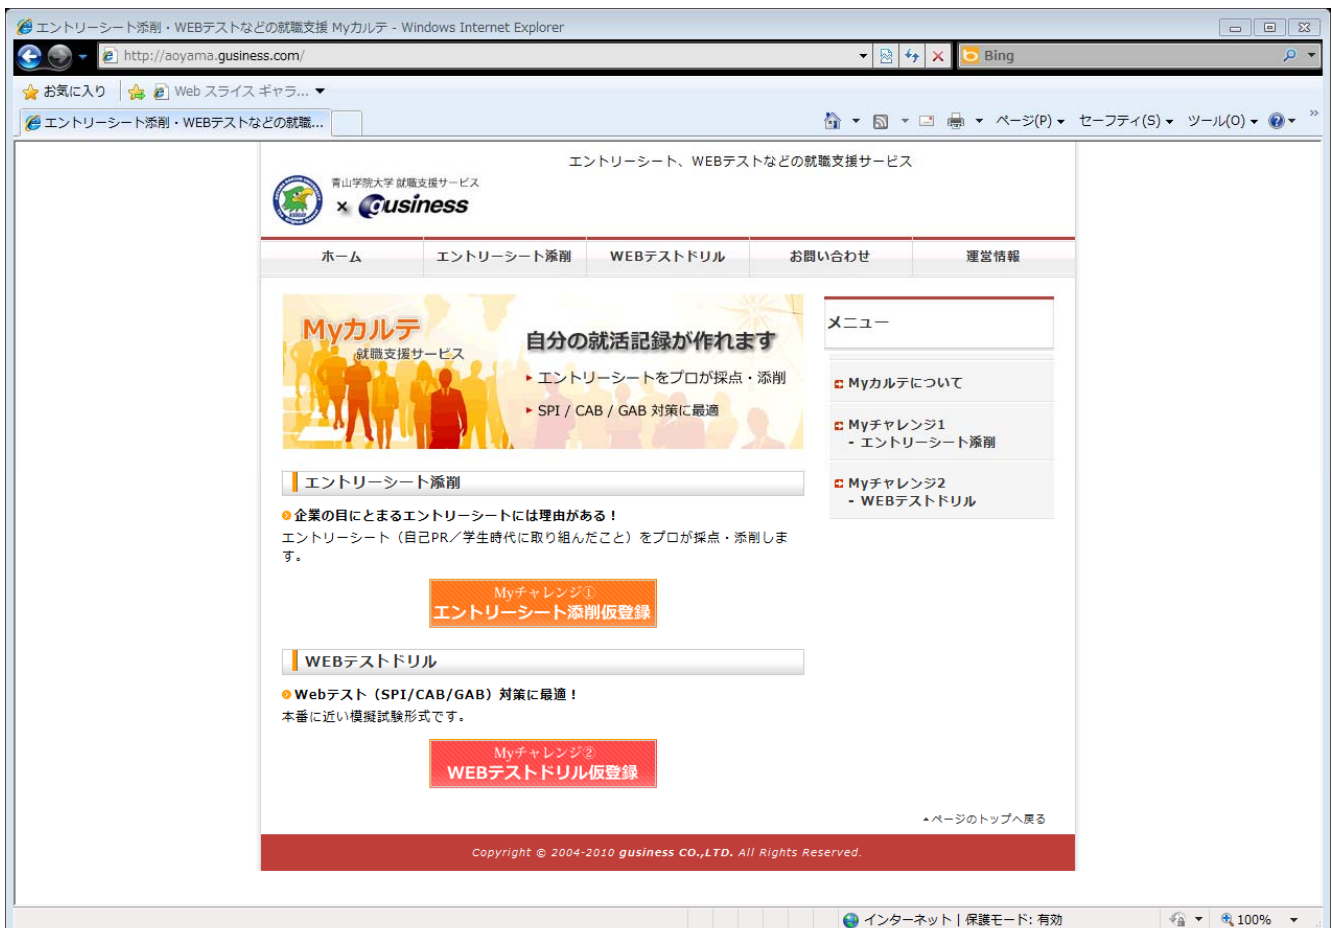 エントリーシート添削・WEBテストなどの就職支援 Myカルテ - Windows Internet Explorer
http://aoyama.gusiness.com/
Bing
お気に入り
Web スライス ギャラ...
エントリーシート添削・WEBテストなどの就職...
ページ(P)
セーフティ(S)
ツール(O)
エントリーシート、WEBテストなどの就職支援サービス
青山学院大学 就職支援サービス
× gusiness
ホーム
エントリーシート添削
WEBテストドリル
お問い合わせ
運営情報
Myカルテ
就職支援サービス
自分の就活記録が作れます
エントリーシートをプロが採点・添削
SPI / CAB / GAB 対策に最適
メニュー
Myカルテについて
Myチャレンジ1
- エントリーシート添削
Myチャレンジ2
- WEBテストドリル
エントリーシート添削
企業の目にとまるエントリーシートには理由がある！
エントリーシート（自己PR／学生時代に取り組んだこと）をプロが採点・添削しま
す。
Myチャレンジ①
エントリーシート添削仮登録
WEBテストドリル
Webテスト（SPI/CAB/GAB）対策に最適！
本番に近い模擬試験形式です。
Myチャレンジ②
WEBテストドリル仮登録
ページのトップへ戻る
Copyright © 2004-2010 gusiness CO.,LTD. All Rights Reserved.
インターネット | 保護モード: 有効
100%